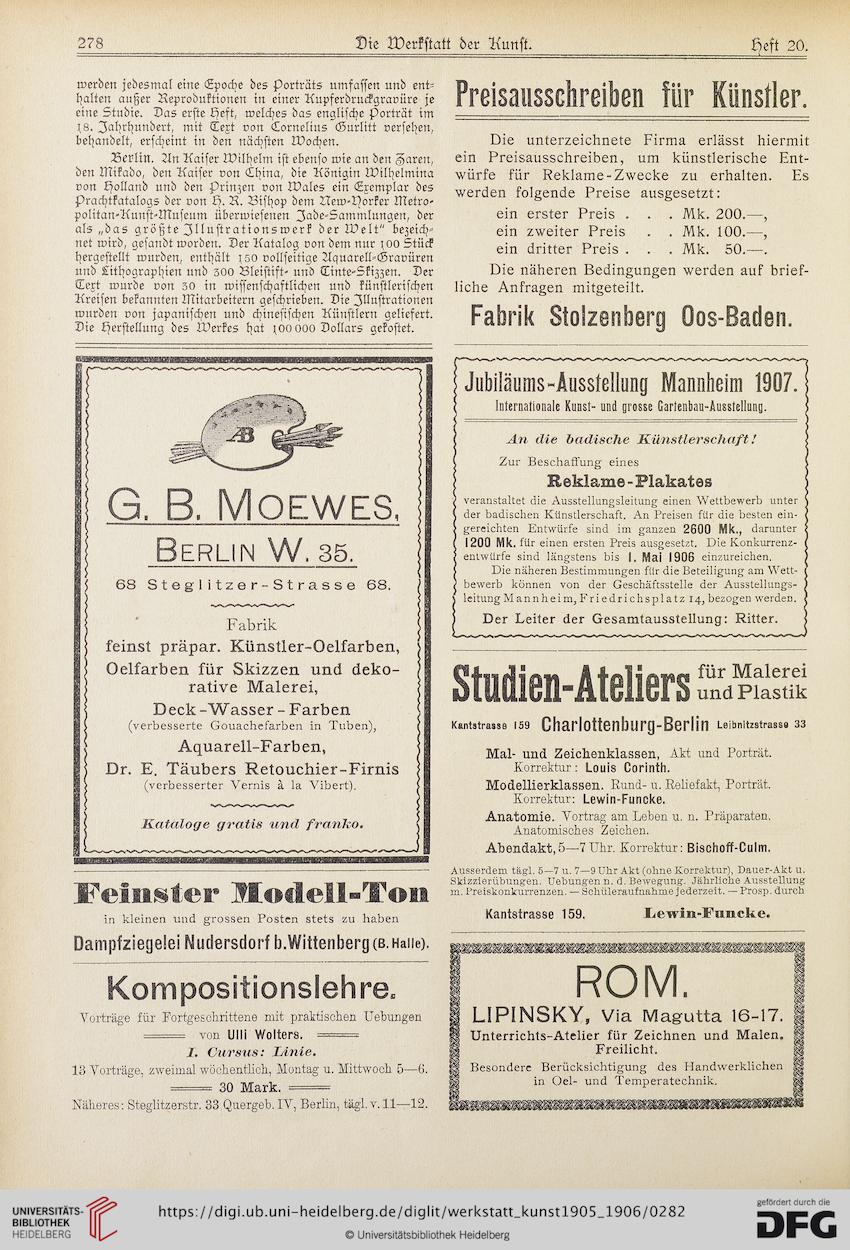 278
Die Werkstatt der Kunst.
Heft 20.
werden jedesmal eine Epoche des Porträts umfassen und ent-
halten außer Reproduktionen in einer Kupferdruckgravüre je
eine Studie. Das erste Heft, welches das englische Porträt im
18. Jahrhundert, mit Text von Cornelius Gurlitt versehen,
behandelt, erscheint in den nächsten Wochen.
Berlin. An Kaiser Wilhelm ist ebenso wie an den Zaren,
den Mikado, den Kaiser von China, die Königin Wilhelmina
von Holland und den Prinzen von Wales ein Exemplar des
Prachtkatalogs der von H. R. Bishop dem New-Yorker Metro-
politan-Kunst-Museum überwiesenen Jade-Sammlungen, der
als „das größte Illustrationswerk der Welt" bezeich-
net wird, gesandt worden. Der Katalog von dem nur 100 Stück
hergestellt wurden, enthält 150 vollseitige Aquarell-Gravüren
und Lithographien und 300 Bleistift- und Tinte-Skizzen. Der
Text wurde von 30 in wissenschaftlichen und künstlerischen
Kreisen bekannten Mitarbeitern geschrieben. Die Illustrationen
wurden von japanischen und chinesischen Künstlern geliefert.
Die Herstellung des Werkes hat 100000 Dollars gekostet.
AB
G. B. MOEWES,
BERLIN W. 35.
68 Steglitzer-Strasse 68.
Fabrik
feinst präpar. Künstler-Oelfarben,
Oelfarben für Skizzen und deko-
rative Malerei,
Deck-Wasser-Farben
(verbesserte Gouachefarben in Tuben),
Aquarell-Farben,
Dr. E. Täubers Retouchier-Firnis
(verbesserter Vernis à la Vibert).
Kataloge gratis und franko.
Feinster Modell-Ton
in kleinen und grossen Posten stets zu haben
Dampfziegelei Nudersdorf b.Wittenberg (B. Halle).
Kompositionslehre.
Vorträge für Fortgeschrittene mit praktischen Uebungen
von Ulli Wolters.
I. Cursus: Linie.
13 Vorträge, zweimal wöchentlich, Montag u. Mittwoch 5—6.
30 Mark.
Näheres: Steglitzerstr. 33 Quergeb. IV, Berlin, tägl. v. 11—12.
Preisausschreiben für Künstler.
Die unterzeichnete Firma erlässt hiermit
ein Preisausschreiben, um künstlerische Ent-
würfe für Reklame-Zwecke zu erhalten. Es
werden folgende Preise ausgesetzt:
ein erster Preis . . . Mk. 200.—,
ein zweiter Preis . . Mk. 100.—,
ein dritter Preis . . . Mk. 50.—.
Die näheren Bedingungen werden auf brief-
liche Anfragen mitgeteilt.
Fabrik Stolzenberg Oos-Baden.
Jubiläums-Ausstellung Mannheim 1907.
Internationale Kunst- und grosse Gartenbau-Ausstellung.
An die badische Künstlerschaft!
Zur Beschaffung eines
Reklame-Plakates
veranstaltet die Ausstellungsleitung einen Wettbewerb unter
der badischen Künstlerschaft. An Preisen für die besten ein-
gereichten Entwürfe sind im ganzen 2600 Mk., darunter
1200 Mk. für einen ersten Preis ausgesetzt. Die Konkurrenz-
entwürfe sind längstens bis 1. Mai 1906 einzureichen.
Die näheren Bestimmungen für die Beteiligung am Wett-
bewerb können von der Geschäftsstelle der Ausstellungs-
leitung Mannheim, Friedrichsplatz 14, bezogen werden.
Der Leiter der Gesamtausstellung: Ritter.
Studien-Ateliers für Malerei
und Plastik
Kantstrasse 159 Charlottenburg-Berlin Leibnitzstrasse 33
Mal- und Zeichenklassen, Akt und Porträt.
Korrektur: Louis Corinth.
Modellierklassen. Rund- u. Reliefakt, Porträt.
Korrektur: Lewin-Funcke.
Anatomie. Vortrag am Leben u. n. Präparaten.
Anatomisches Zeichen.
Abendakt, 5—7 Uhr. Korrektur: Bischoff-Culm.
Ausserdem tägl. 5—7 u. 7—9 Uhr Akt (ohne Korrektur), Dauer-Akt u.
Skizzierübungen. Uebungen n. d. Bewegung. Jährliche Ausstellung
m. Preiskonkurrenzen. — Schüleraufnahme jederzeit. — Prosp. durch
Kantstrasse 159. Lewin-Funcke.
ROM.
LIPINSKY, Via Magutta 16-17.
Unterrichts-Atelier für Zeichnen und Malen.
Freilicht.
Besondere Berücksichtigung des Handwerklichen
in Oel- und Temperatechnik.
UNIVERSITÄTS-
BIBLIOTHEK
HEIDELBERG
https://digi.ub.uni-heidelberg.de/diglit/werkstatt_kunst1905_1906/0282
© Universitätsbibliothek Heidelberg
gefördert durch die
DFG